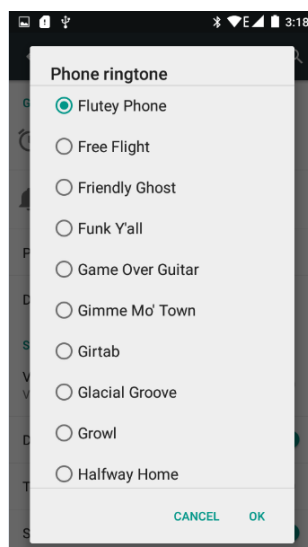 E 3:18
Phone ringtone
Flutey Phone
Free Flight
Friendly Ghost
Funk Y'all
Game Over Guitar
Gimme Mo' Town
Girtab
Glacial Groove
Growl
Halfway Home
CANCEL OK